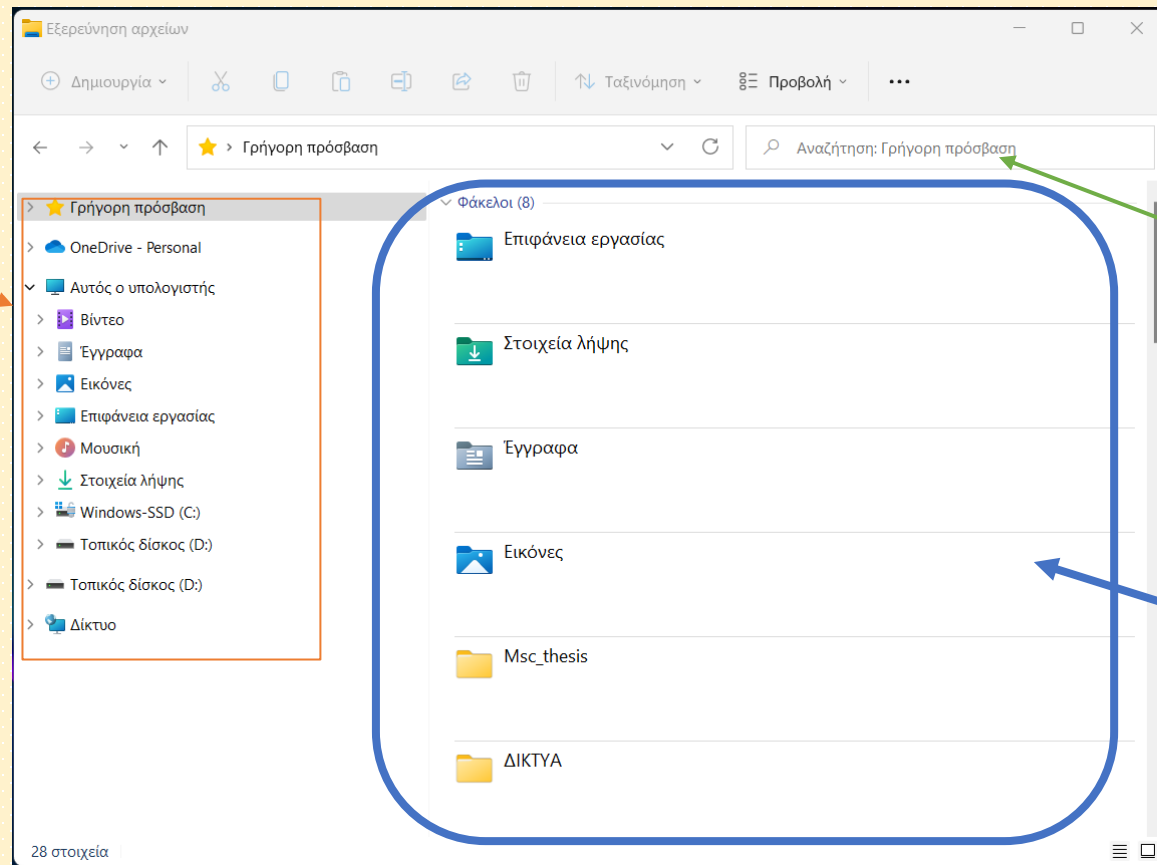 Εξερεύνηση αρχείων
Δημιουργία
Ταξινόμηση
Προβολή
Γρήγορη πρόσβαση
Αναζήτηση: Γρήγορη πρόσβαση
Γρήγορη πρόσβαση
OneDrive - Personal
Αυτός ο υπολογιστής
Βίντεο
Έγγραφα
Εικόνες
Επιφάνεια εργασίας
Μουσική
Στοιχεία λήψης
Windows-SSD (C:)
Τοπικός δίσκος (D:)
Τοπικός δίσκος (D:)
Δίκτυο
Φάκελοι (8)
Επιφάνεια εργασίας
Στοιχεία λήψης
Έγγραφα
Εικόνες
Msc_thesis
ΔΙΚΤΥΑ
28 στοιχεία